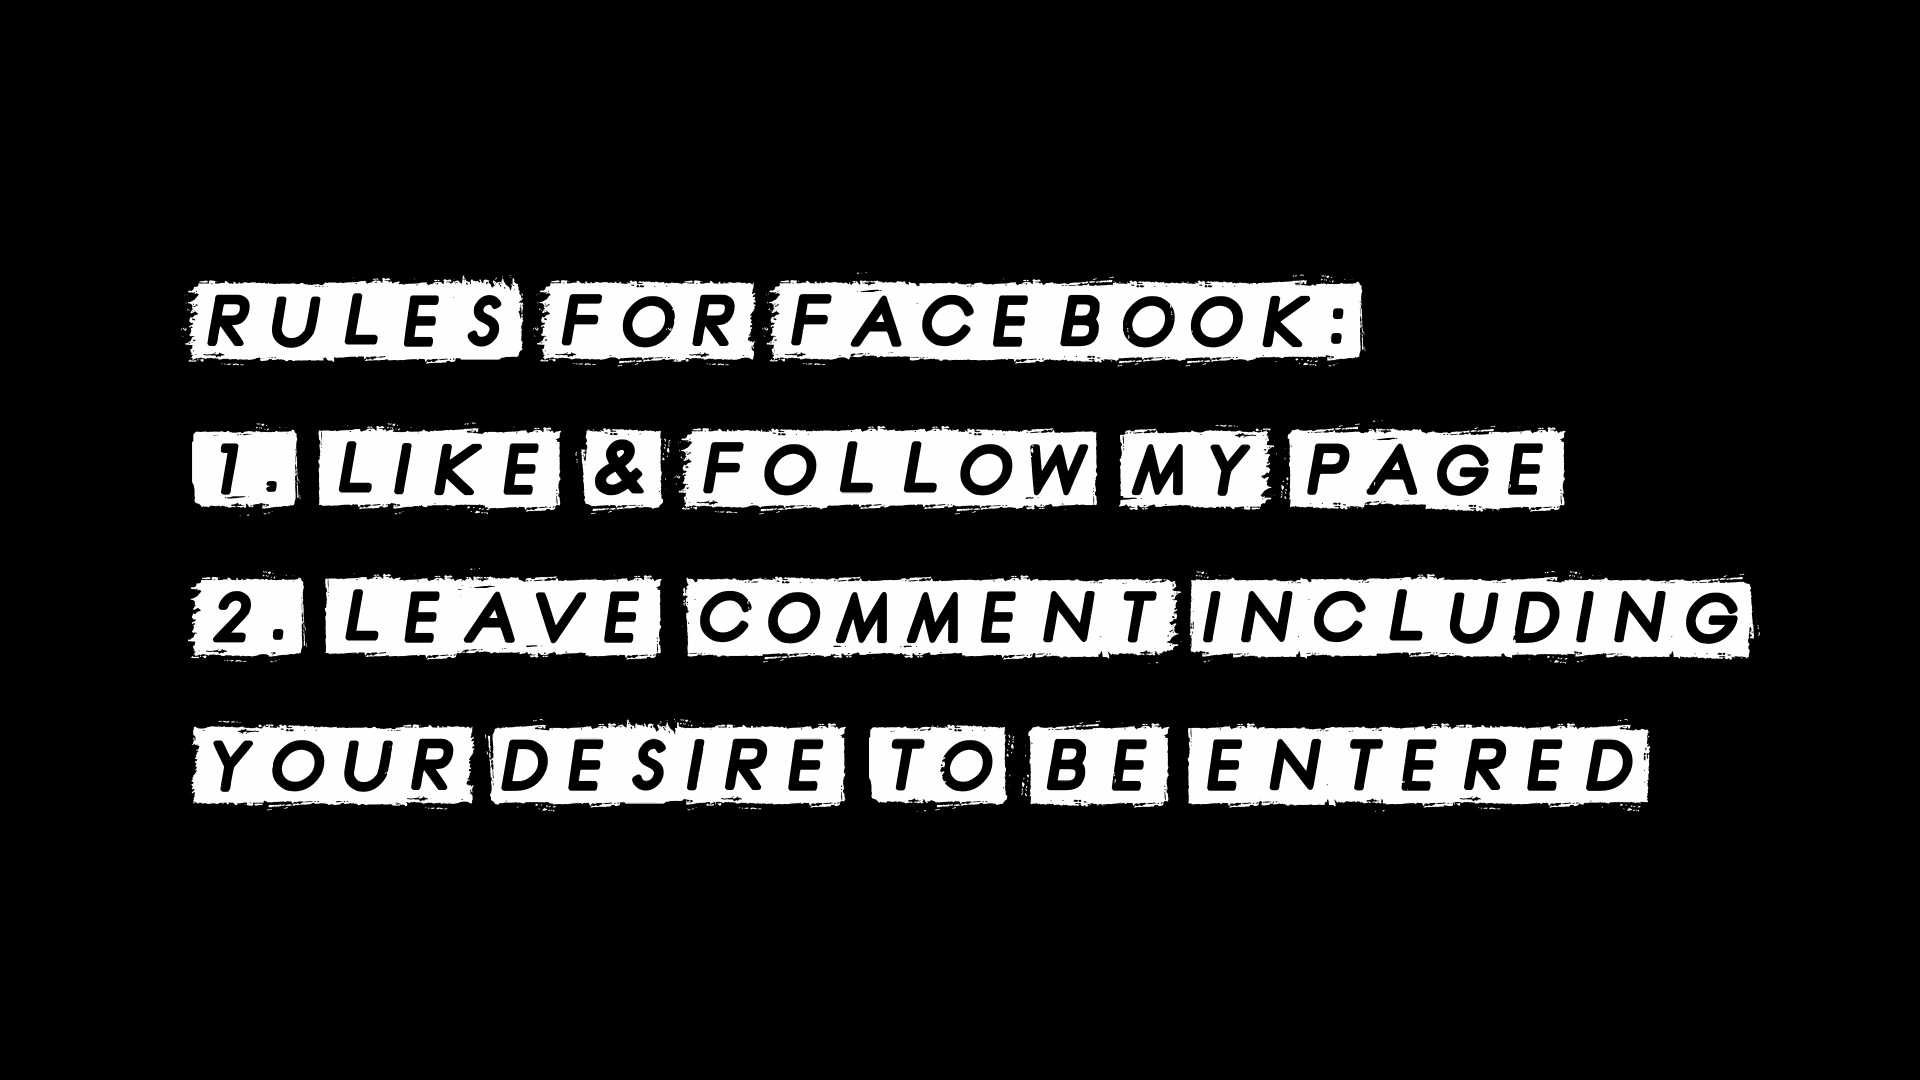 RULES FOR FACEBOOK:
1. LIKE & FOLLOW MY PAGE
2. LEAVE COMMENT INCLUDING
YOUR DESIRE TO BE ENTERED